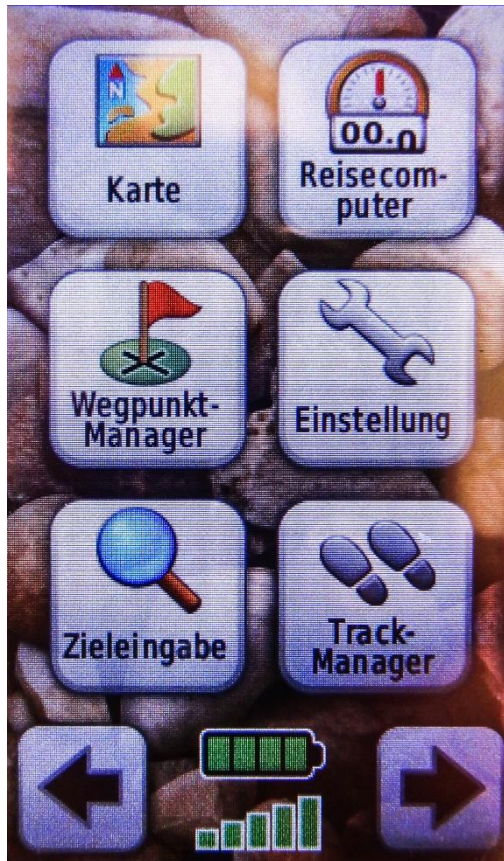 N
Karte
00.0
Reisecom-
puter
Wegpunkt-
Manager
Einstellung
Zieleingabe
Track-
Manager